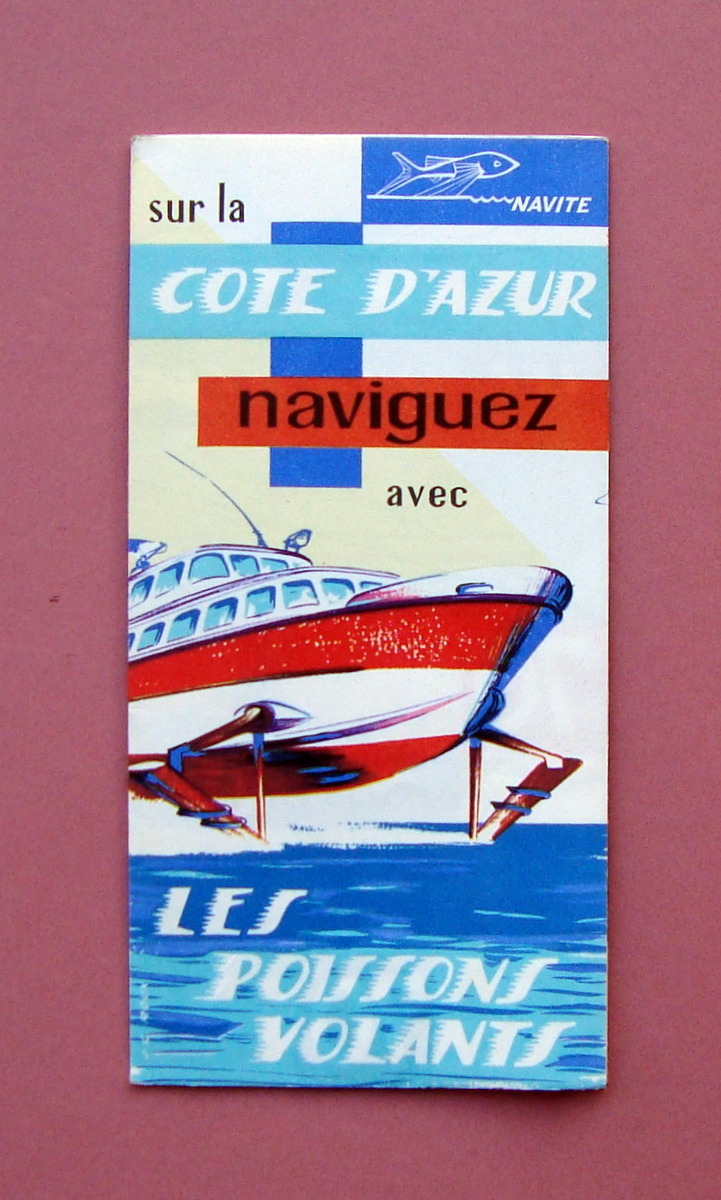 sur la
NAVITE
COTE D'AZUR
naviguez
avec
LES
POISSONS
VOLANTS